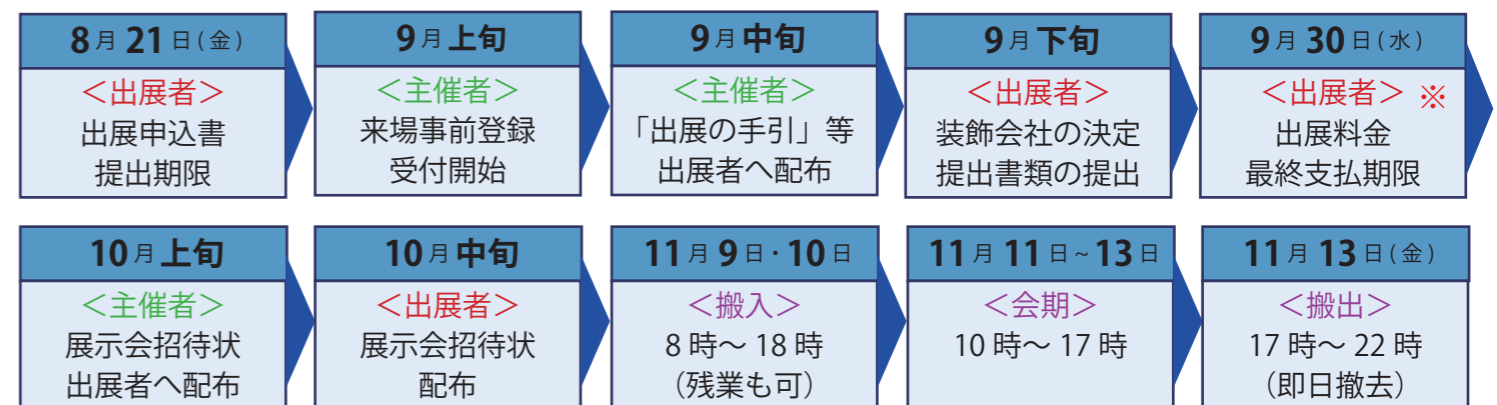 8月21日(金)
<出展者>
出展申込書
提出期限
9月上旬
<主催者>
来場事前登録
受付開始
9月中旬
<主催者>
「出展の手引」等
出展者へ配布
9月下旬
<出展者>
装飾会社の決定
提出書類の提出
9月30日(水)
<出展者> ※
出展料金
最終支払期限
10月上旬
<主催者>
展示会招待状
出展者へ配布
10月中旬
<出展者>
展示会招待状
配布
11月9日・10日
<搬入>
8時～18時
(残業も可)
11月11日~13日
<会期>
10時～17時
11月13日(金)
<搬出>
17時～22時
(即日撤去)